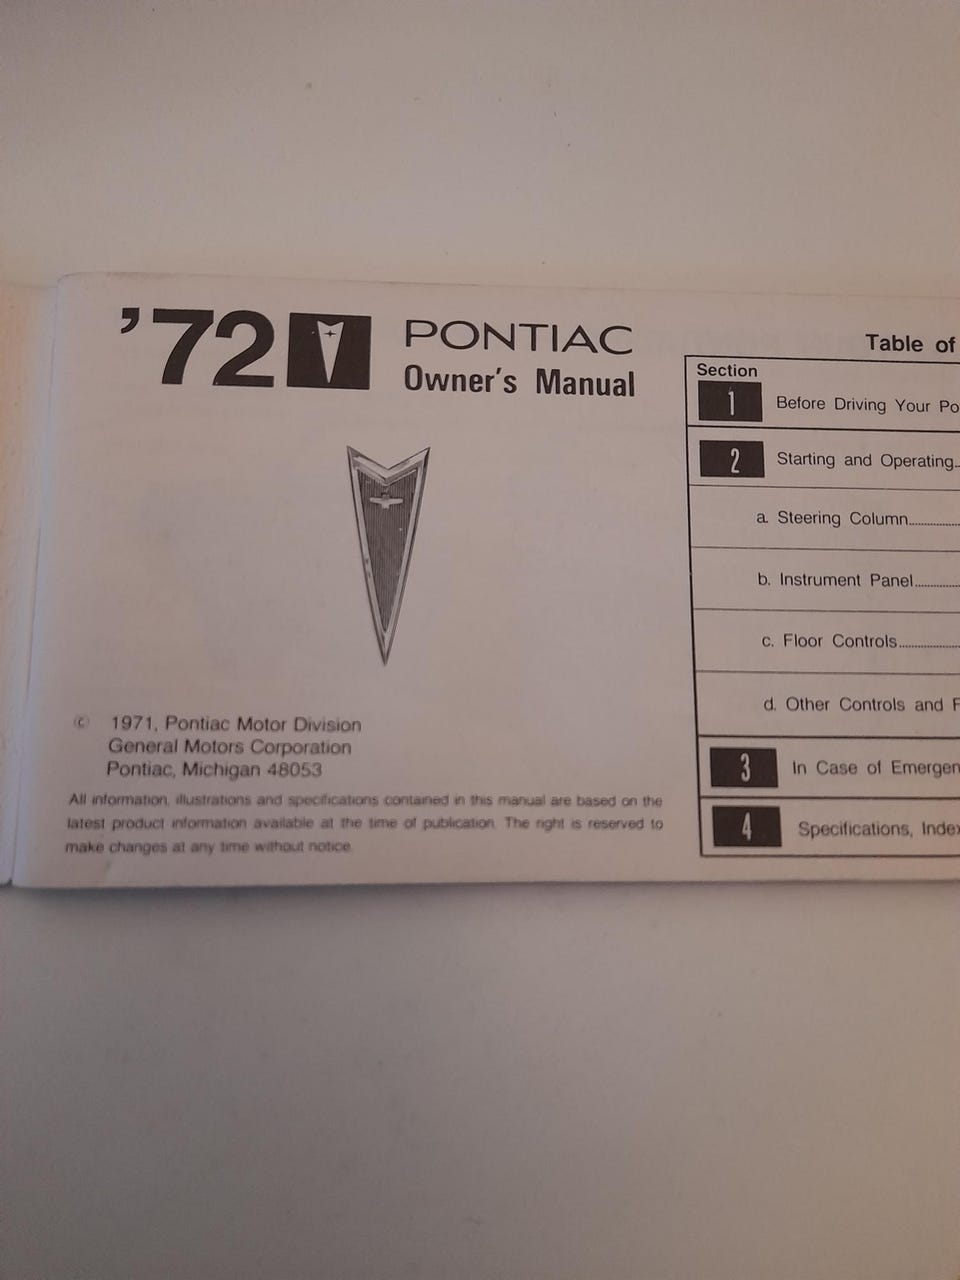 '72 PONTIAC
Owner's Manual
© 1971, Pontiac Motor Division
General Motors Corporation
Pontiac, Michigan 48053
All information, illustrations and specifications contained in this manual are based on the
latest product information available at the time of publication. The right is reserved to
make changes at any time without notice.
Table of
Section
1 Before Driving Your Po
2 Starting and Operating
a. Steering Column
b. Instrument Panel
c. Floor Controls
d. Other Controls and F
3 In Case of Emergen
4 Specifications, Index